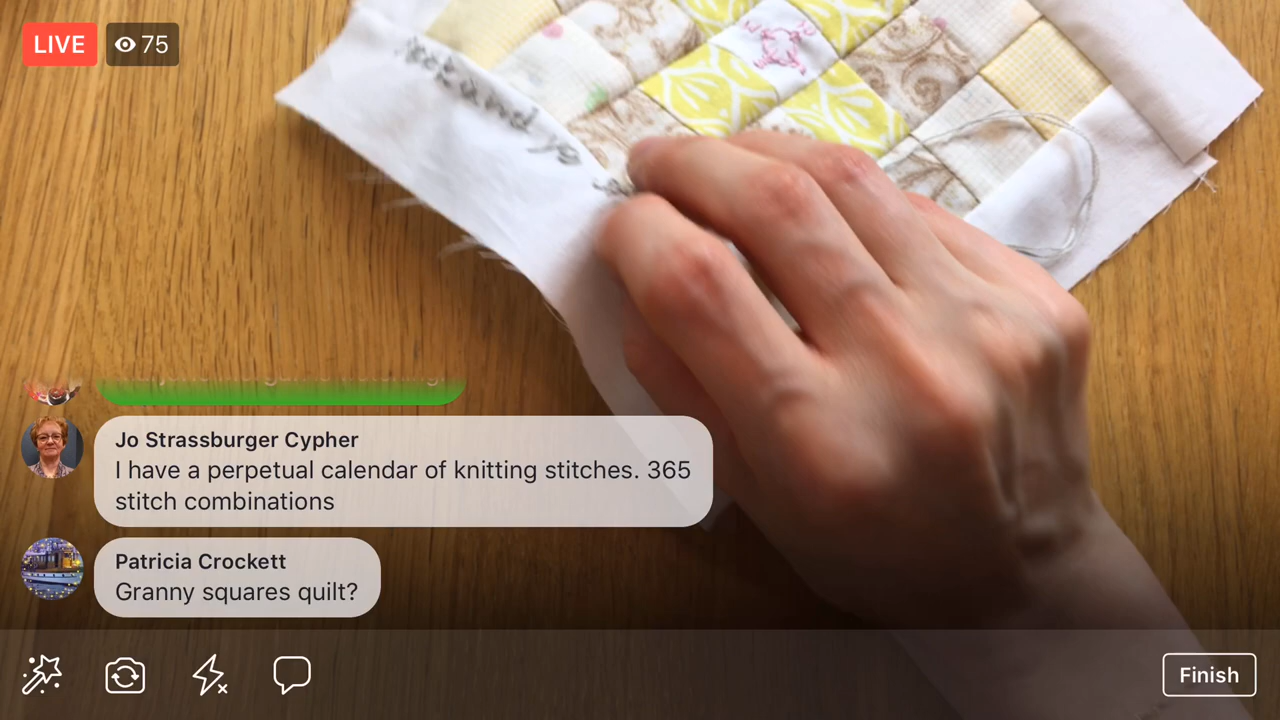 LIVE
75
Jo Strassburger Cypher
I have a perpetual calendar of knitting stitches. 365
stitch combinations
Patricia Crockett
Granny squares quilt?
Finish